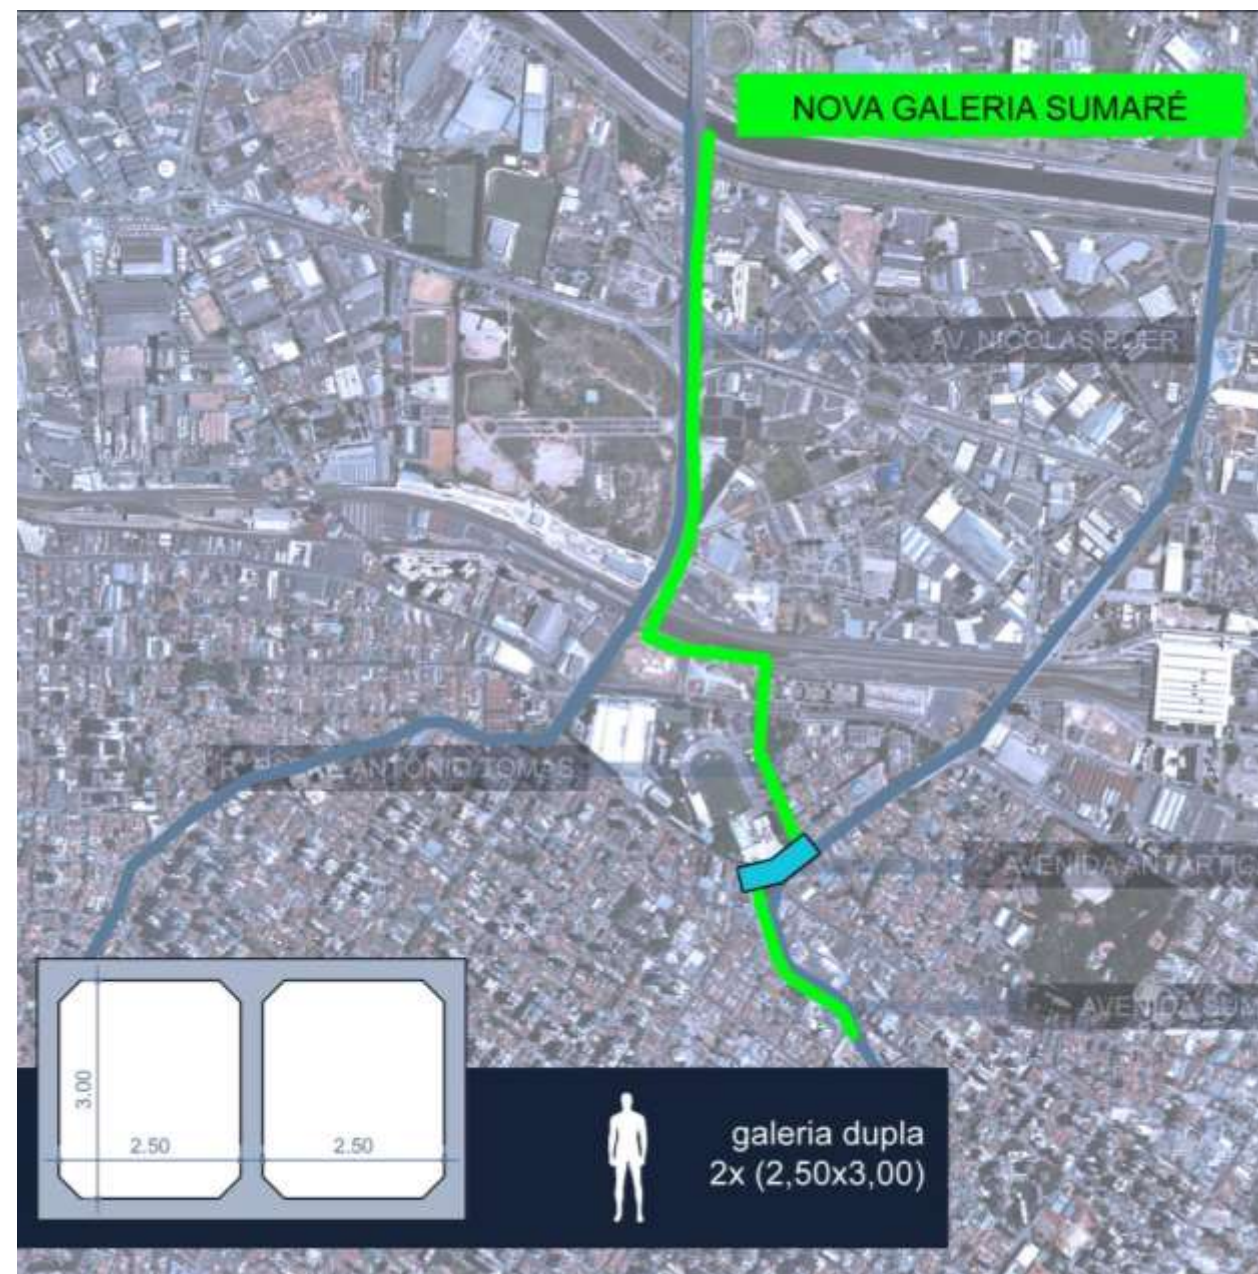 NOVA GALERIA SUMARÉ
AV. NICOLAS BOER
ANTONIO TOMAS
AVENIDA
AVENIDA
3.00
2.50
2.50
galeria dupla
2x (2,50x3,00)